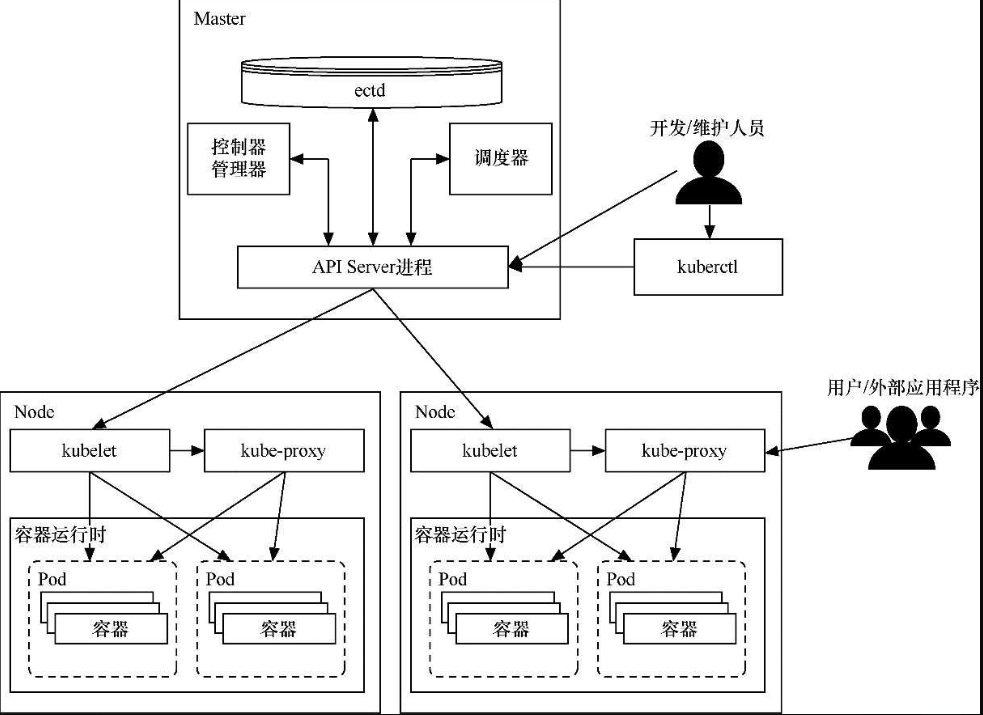 Master
ectd
控制器
管理器
调度器
API Server进程
开发/维护人员
kuberctl
Node
kubelet
kube-proxy
容器运行时
Pod
容器
Pod
容器
Node
kubelet
kube-proxy
容器运行时
Pod
容器
Pod
容器
用户/外部应用程序